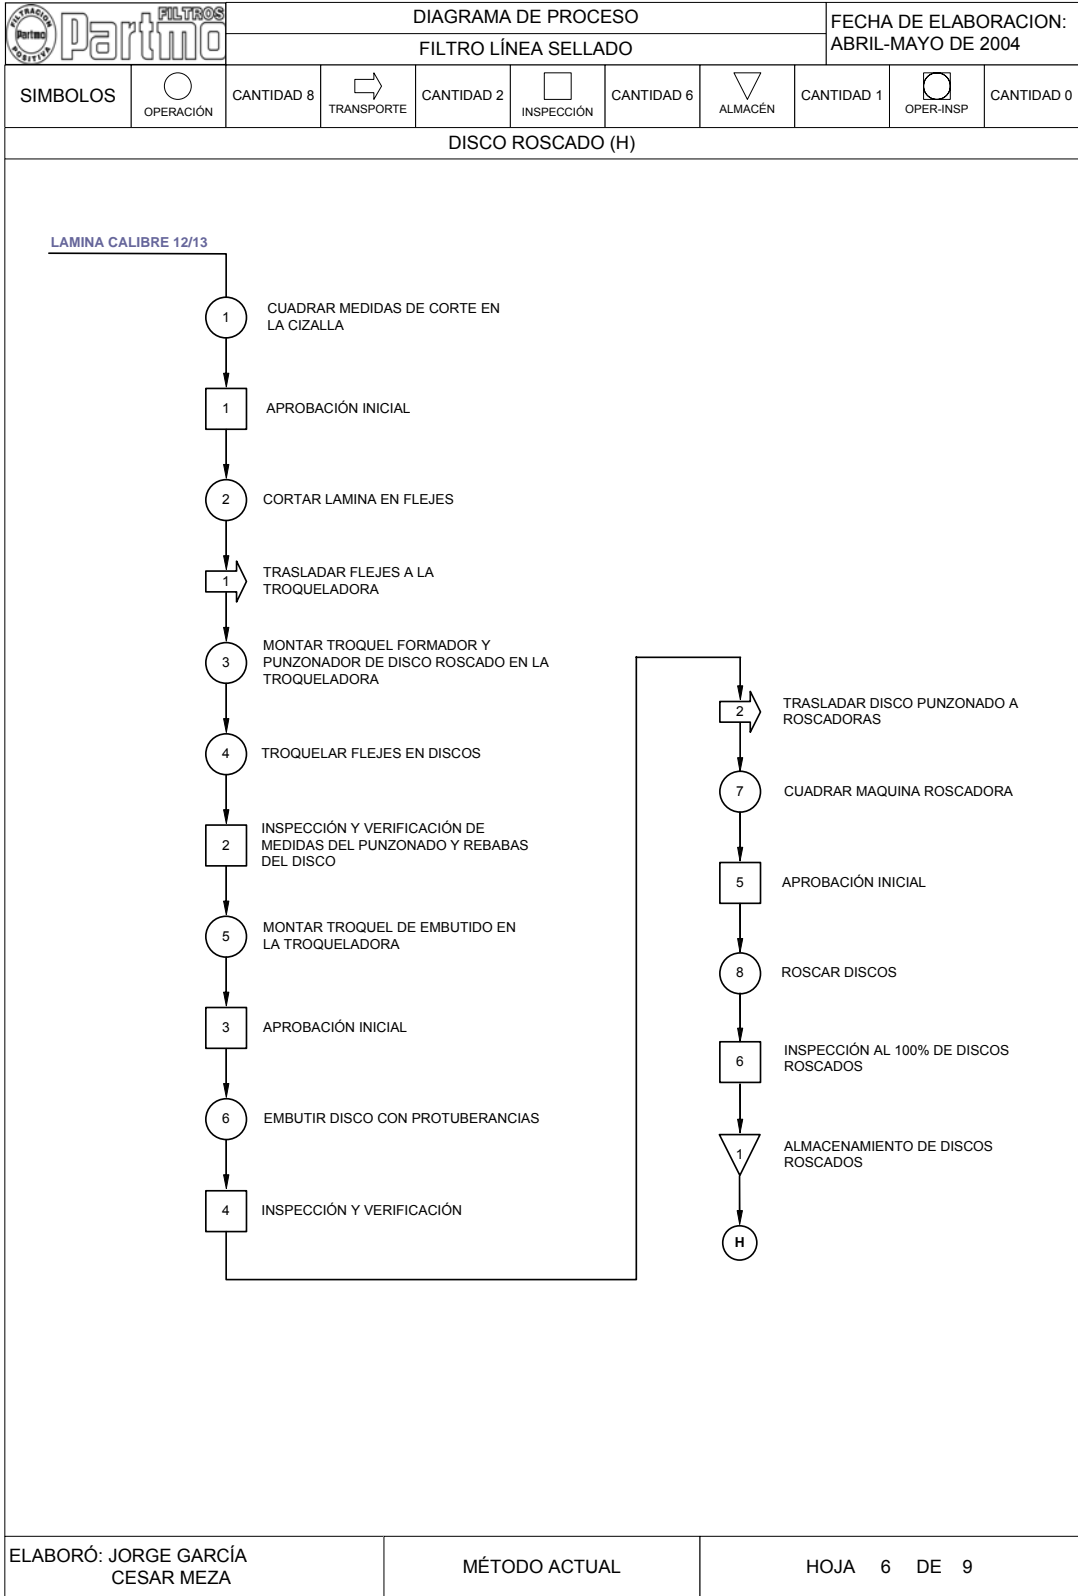 FILTRACION
Partmo
POSITIVA
FILTROS
Partmo
DIAGRAMA DE PROCESO
FILTRO LÍNEA SELLADO
FECHA DE ELABORACION:
ABRIL-MAYO DE 2004
SIMBOLOS
OPERACIÓN
CANTIDAD 8
TRANSPORTE
CANTIDAD 2
INSPECCIÓN
CANTIDAD 6
ALMACÉN
CANTIDAD 1
OPER-INSP
CANTIDAD 0
DISCO ROSCADO (H)
LAMINA CALIBRE 12/13
1
CUADRAR MEDIDAS DE CORTE EN
LA CIZALLA
1
APROBACIÓN INICIAL
2
CORTAR LAMINA EN FLEJES
1
TRASLADAR FLEJES A LA
TROQUELADORA
3
MONTAR TROQUEL FORMADOR Y
PUNZONADOR DE DISCO ROSCADO EN LA
TROQUELADORA
4
TROQUELAR FLEJES EN DISCOS
2
INSPECCIÓN Y VERIFICACIÓN DE
MEDIDAS DEL PUNZONADO Y REBABAS
DEL DISCO
5
MONTAR TROQUEL DE EMBUTIDO EN
LA TROQUELADORA
3
APROBACIÓN INICIAL
6
EMBUTIR DISCO CON PROTUBERANCIAS
4
INSPECCIÓN Y VERIFICACIÓN
2
TRASLADAR DISCO PUNZONADO A
ROSCADORAS
7
CUADRAR MAQUINA ROSCADORA
5
APROBACIÓN INICIAL
8
ROSCAR DISCOS
6
INSPECCIÓN AL 100% DE DISCOS
ROSCADOS
1
ALMACENAMIENTO DE DISCOS
ROSCADOS
H
ELABORÓ: JORGE GARCÍA
CESAR MEZA
MÉTODO ACTUAL
HOJA 6 DE 9